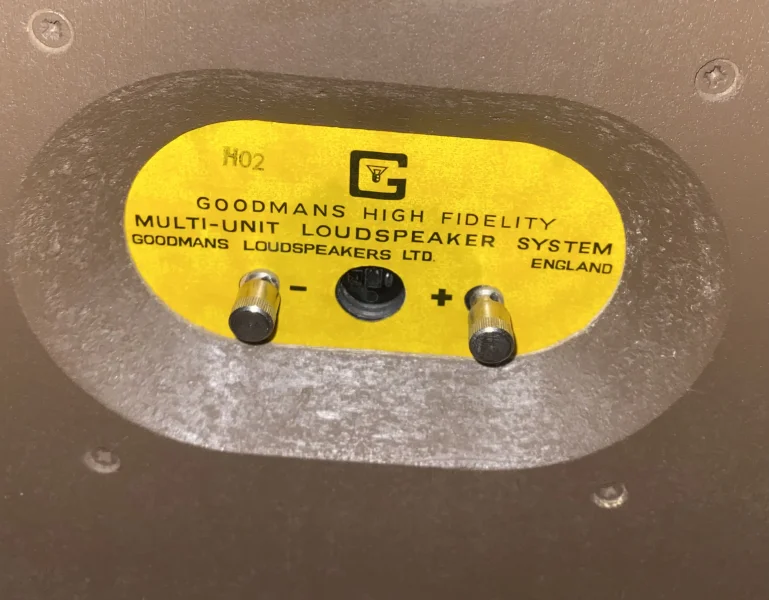 H02
G
GOODMANS HIGH FIDELITY
MULTI-UNIT LOUDSPEAKER SYSTEM
GOODMANS LOUDSPEAKERS LTD. ENGLAND
- +